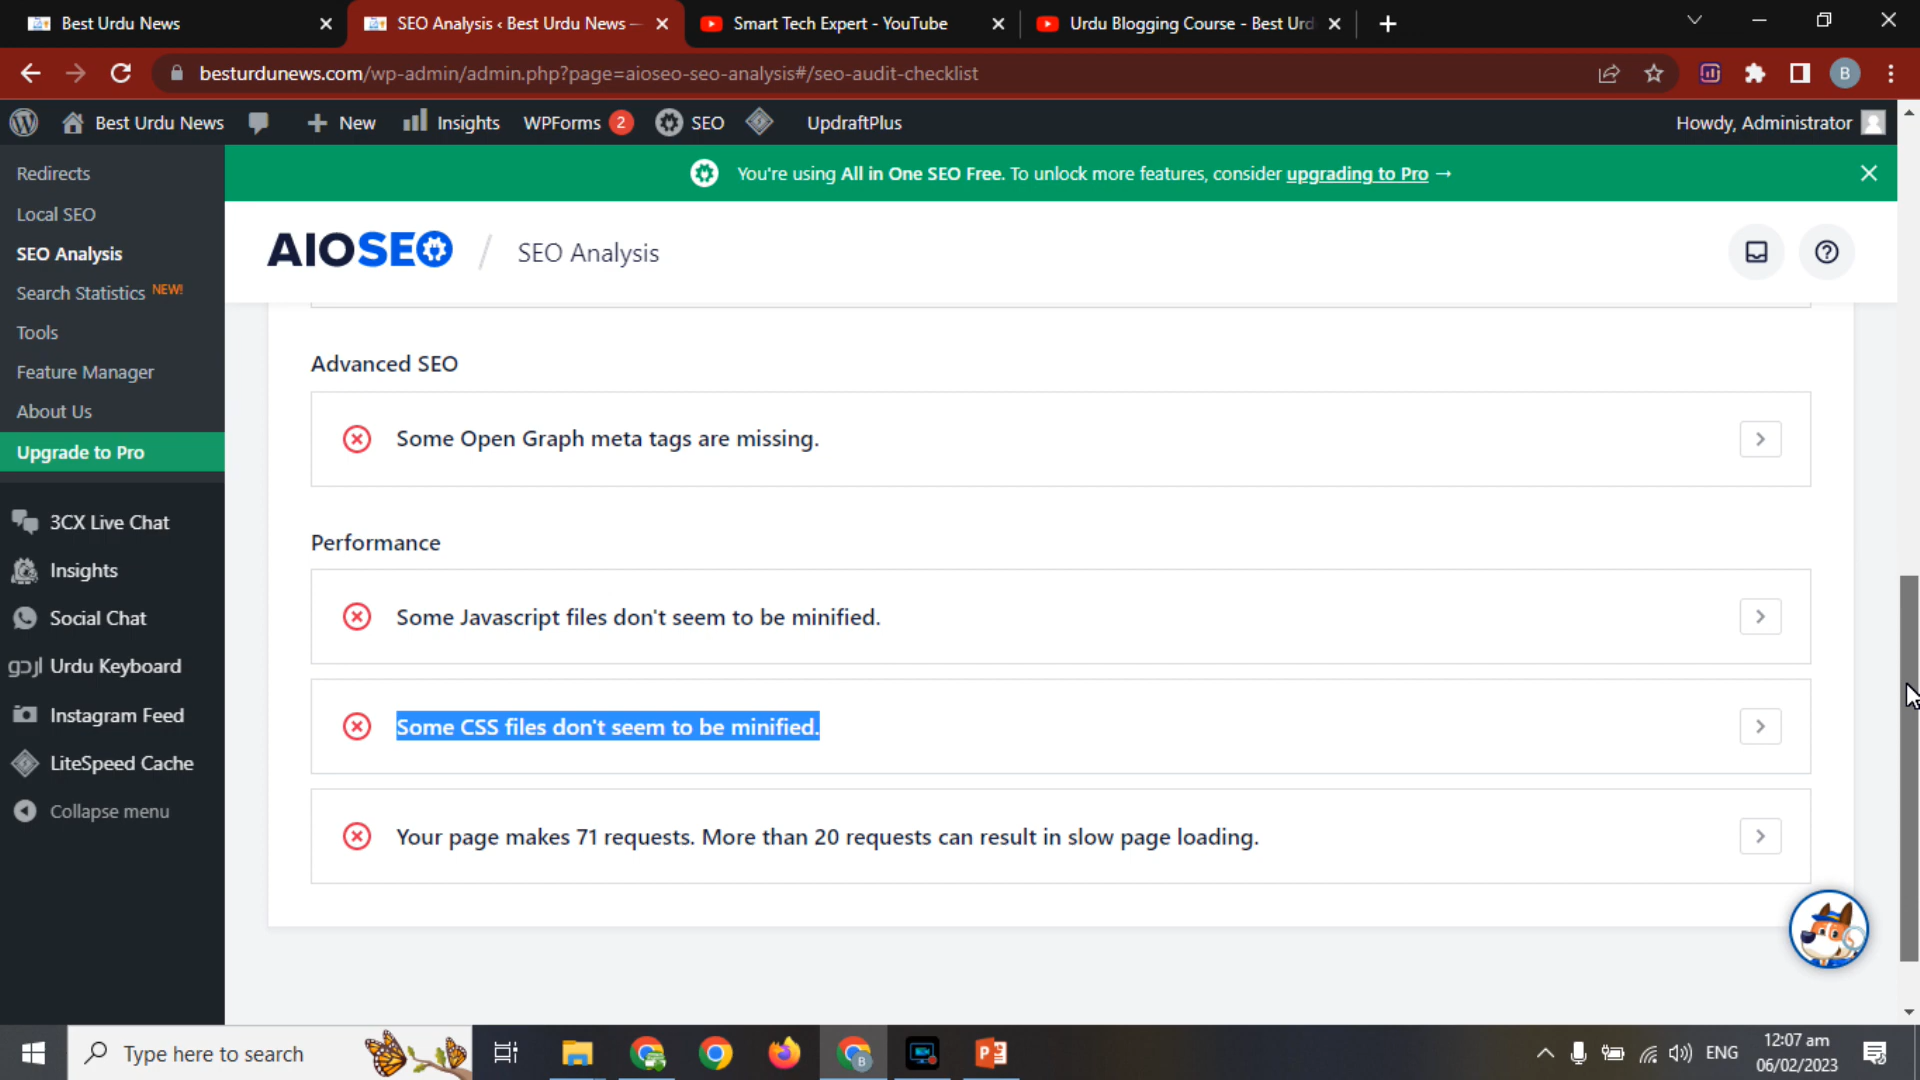 Best Urdu News
SEO Analysis ‹ Best Urdu News —
Smart Tech Expert - YouTube
Urdu Blogging Course - Best Urd
besturdunews.com/wp-admin/admin.php?page=aioseo-seo-analysis#/seo-audit-checklist
B
Best Urdu News
New
Insights
WPForms 2
SEO
UpdraftPlus
Howdy, Administrator
You're using All in One SEO Free. To unlock more features, consider upgrading to Pro →
Redirects
Local SEO
SEO Analysis
Search Statistics NEW!
Tools
Feature Manager
About Us
Upgrade to Pro
3CX Live Chat
Insights
Social Chat
اردو Urdu Keyboard
Instagram Feed
LiteSpeed Cache
Collapse menu
AIOSEO / SEO Analysis
Advanced SEO
Some Open Graph meta tags are missing.
Performance
Some Javascript files don't seem to be minified.
Some CSS files don't seem to be minified.
Your page makes 71 requests. More than 20 requests can result in slow page loading.
Type here to search
B
ENG
12:07 am
06/02/2023